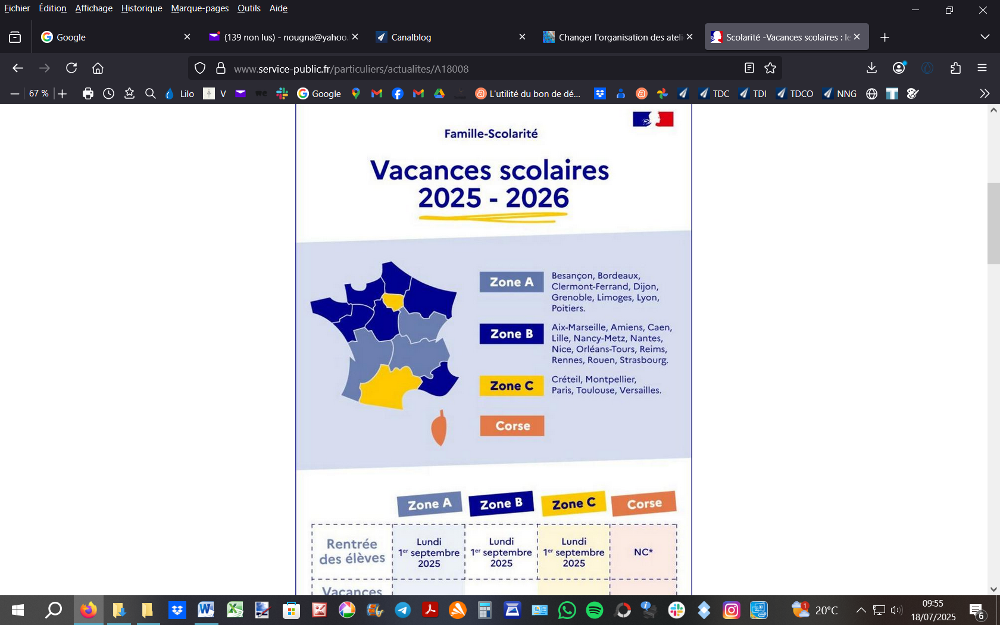 Fichier Édition Affichage Historique Marque-pages Outils Aide
Google
(139 non lus) - nougna@yahoo.
Canalblog
Changer l'organisation des ateli
Scolarité -Vacances scolaires : le
www.service-public.fr/particuliers/actualites/A18008
67 %
Lilo
V
we
Google
L'utilité du bon de dé...
TDC
TDI
TDCO
NNG
Famille-Scolarité
Vacances scolaires
2025 - 2026
Zone A
Besançon, Bordeaux,
Clermont-Ferrand, Dijon,
Grenoble, Limoges, Lyon,
Poitiers.
Zone B
Aix-Marseille, Amiens, Caen,
Lille, Nancy-Metz, Nantes,
Nice, Orléans-Tours, Reims,
Rennes, Rouen, Strasbourg.
Zone C
Créteil, Montpellier,
Paris, Toulouse, Versailles.
Corse
Zone A Zone B Zone C Corse
Rentrée
des élèves
Lundi
1er septembre
2025
Lundi
1er septembre
2025
Lundi
1er septembre
2025
NC*
Vacances
1
20°C
09:55
18/07/2025
6